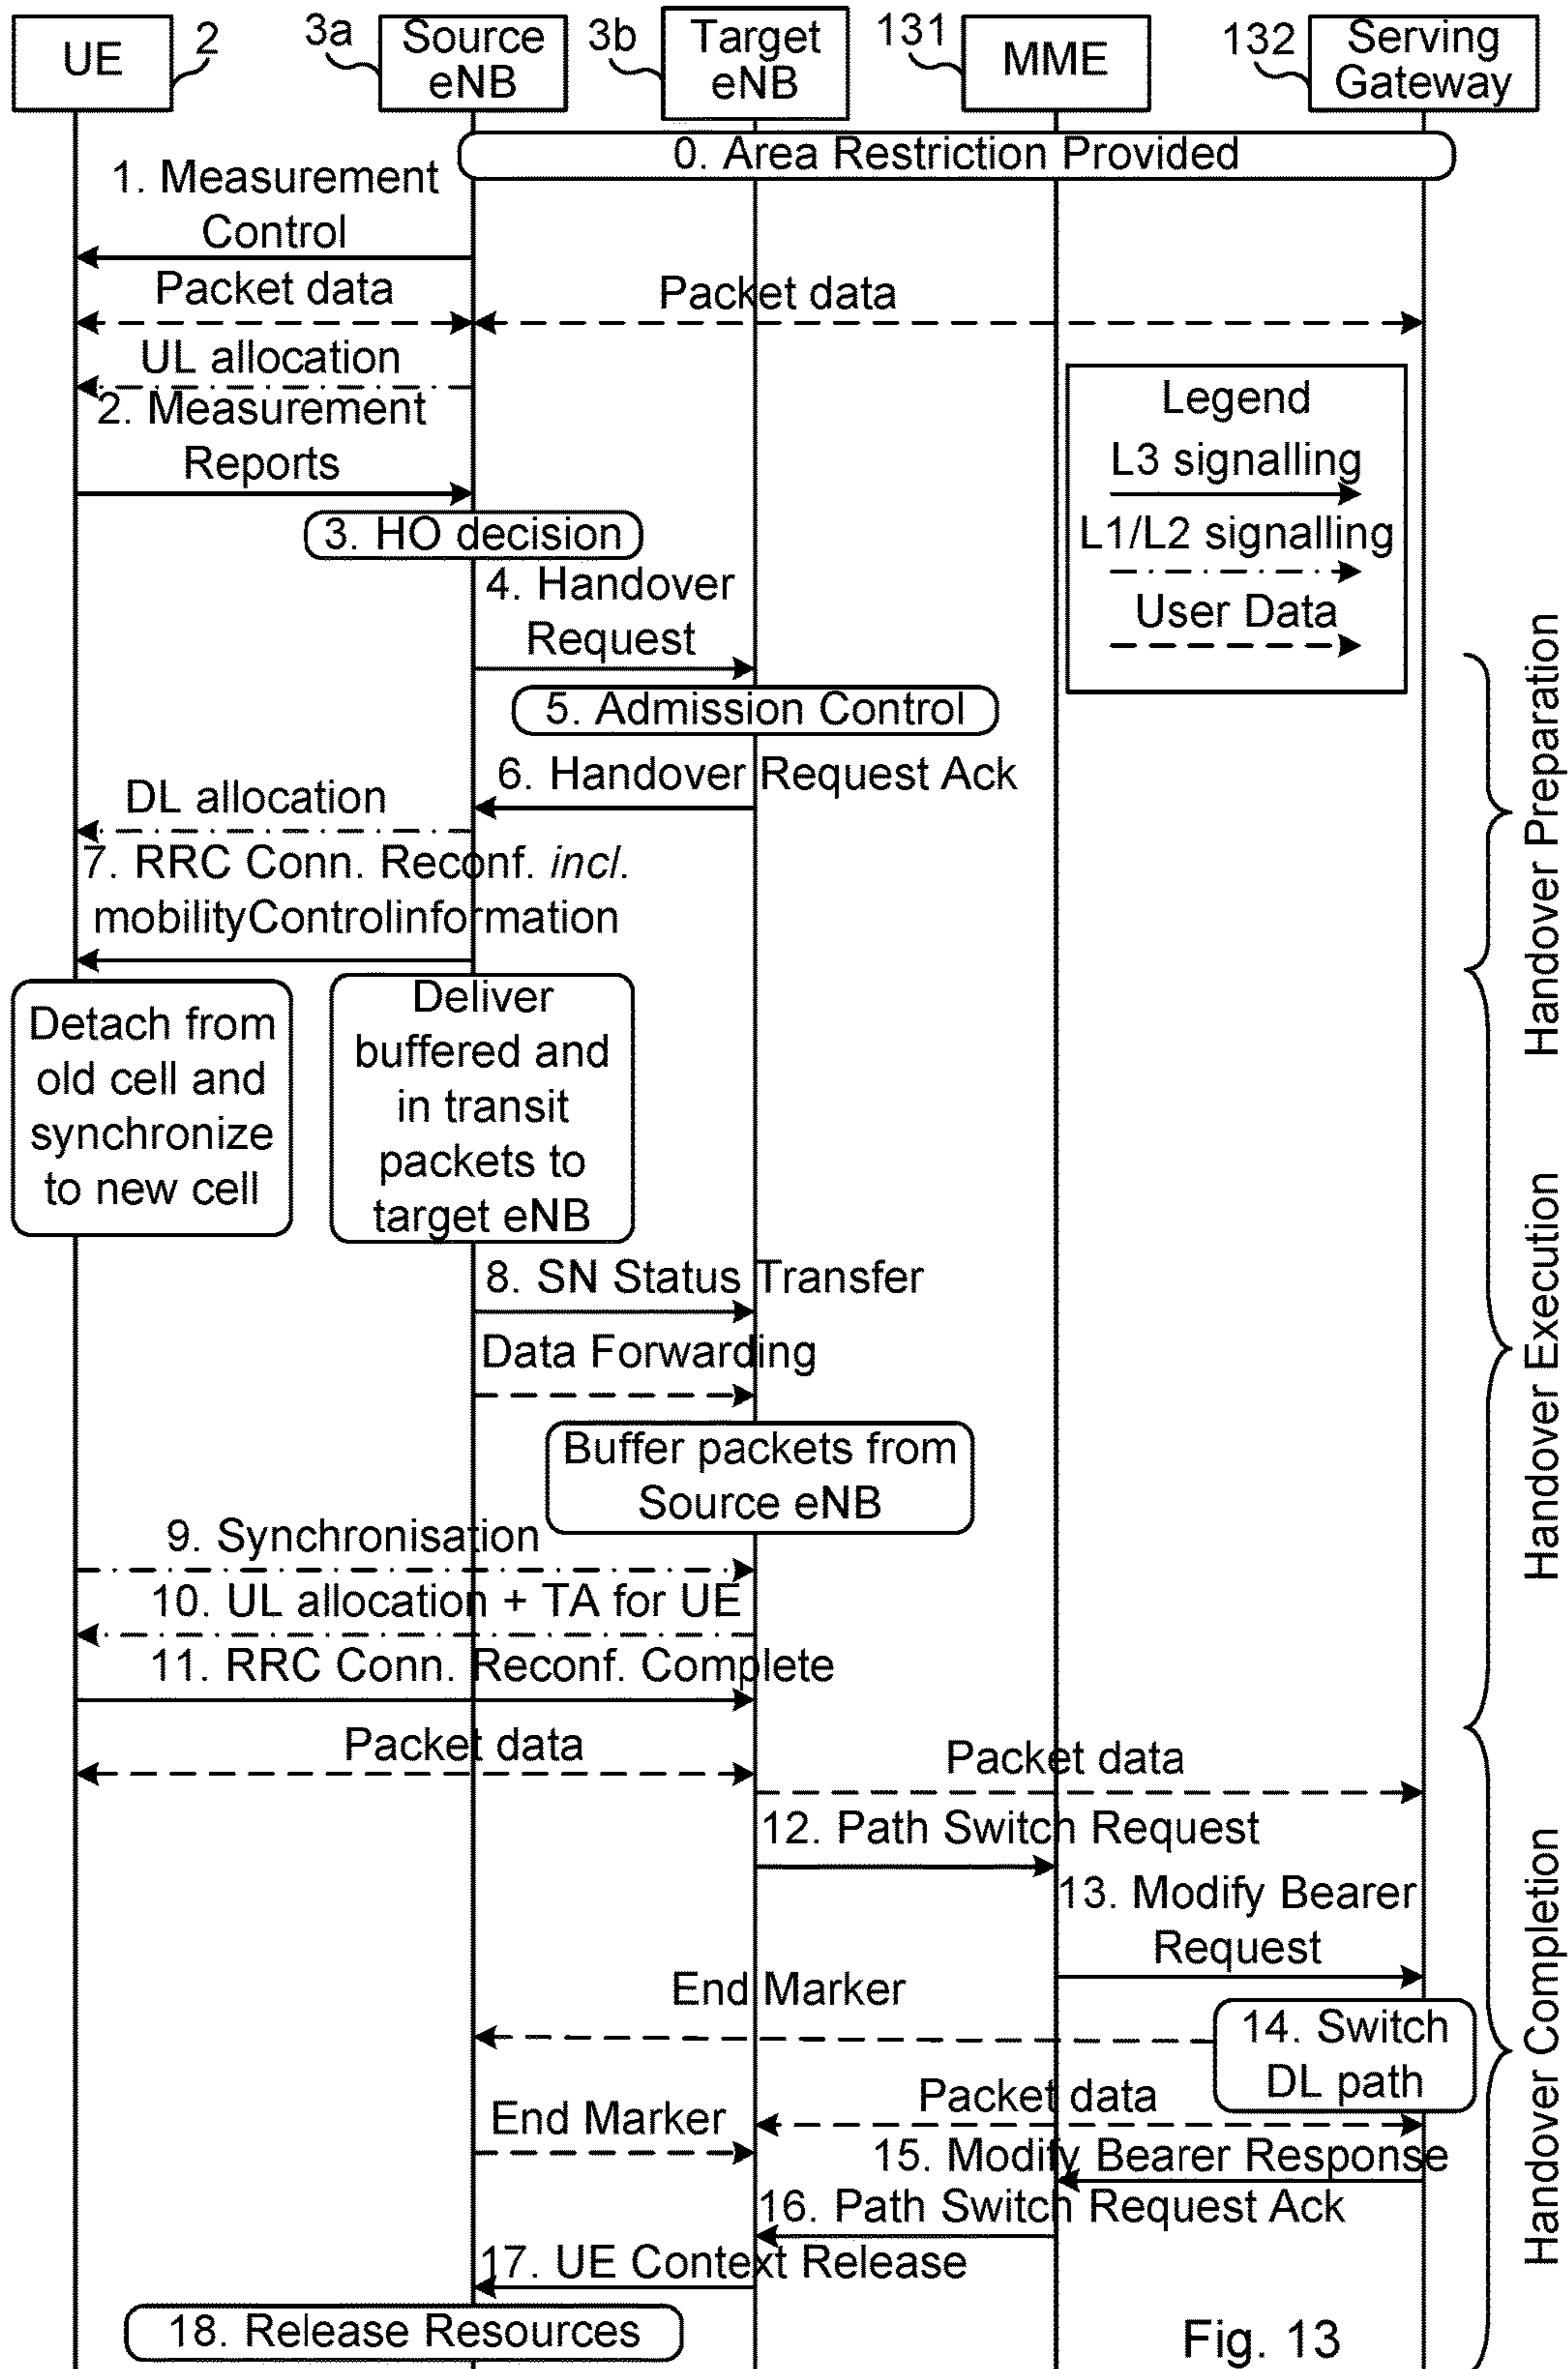 UE
2
3a
Source
eNB
3b
Target
eNB
131
MME
132
Serving
Gateway
0. Area Restriction Provided
1. Measurement
Control
Packet data
Packet data
UL allocation
2. Measurement
Reports
Legend
L3 signalling
L1/L2 signalling
User Data
3. HO decision
4. Handover
Request
5. Admission Control
6. Handover Request Ack
DL allocation
7. RRC Conn. Reconf. incl.
mobilityControlinformation
Handover Preparation
Detach from
old cell and
synchronize
to new cell
Deliver
buffered and
in transit
packets to
target eNB
8. SN Status Transfer
Data Forwarding
Buffer packets from
Source eNB
9. Synchronisation
10. UL allocation + TA for UE
11. RRC Conn. Reconf. Complete
Handover Execution
Packet data
Packet data
12. Path Switch Request
13. Modify Bearer
Request
End Marker
14. Switch
DL path
Packet data
End Marker
15. Modify Bearer Response
16. Path Switch Request Ack
17. UE Context Release
18. Release Resources
Handover Completion
Fig. 13